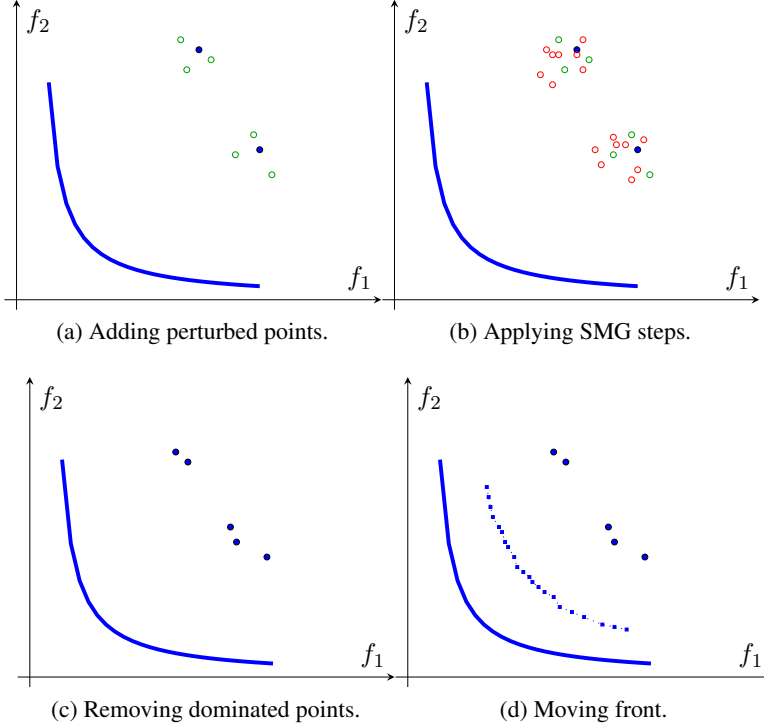 f₂
f₁
(a) Adding perturbed points.
f₂
f₁
(b) Applying SMG steps.
f₂
f₁
(c) Removing dominated points.
f₂
f₁
(d) Moving front.